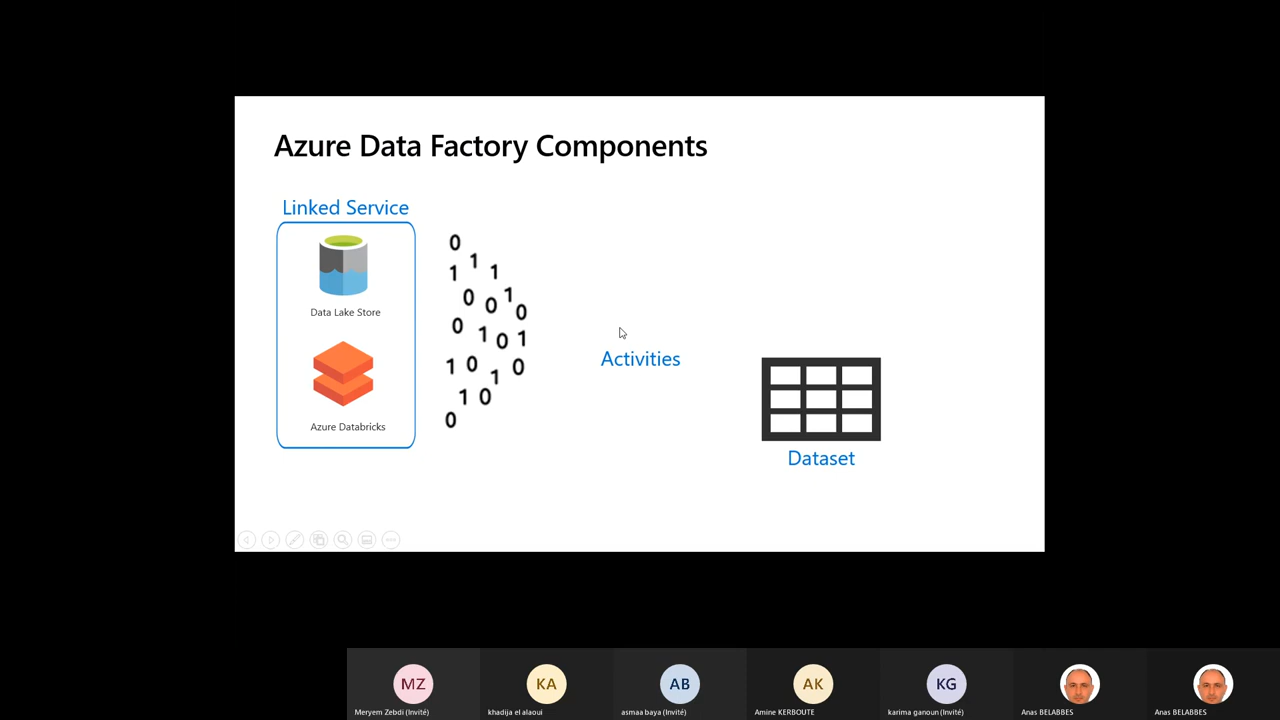 Azure Data Factory Components
Linked Service
Data Lake Store
Azure Databricks
0
1
1 1
0 0 1
0
0 1 0 1
1 0 1 0
1 0
0
Activities
Dataset
MZ
Meryem Zebdi (Invité)
KA
khadija el alaoui
AB
asmaa baya (Invité)
AK
Amine KERBOUTE
KG
karima ganoun (Invité)
Anas BELABBES
Anas BELABBES